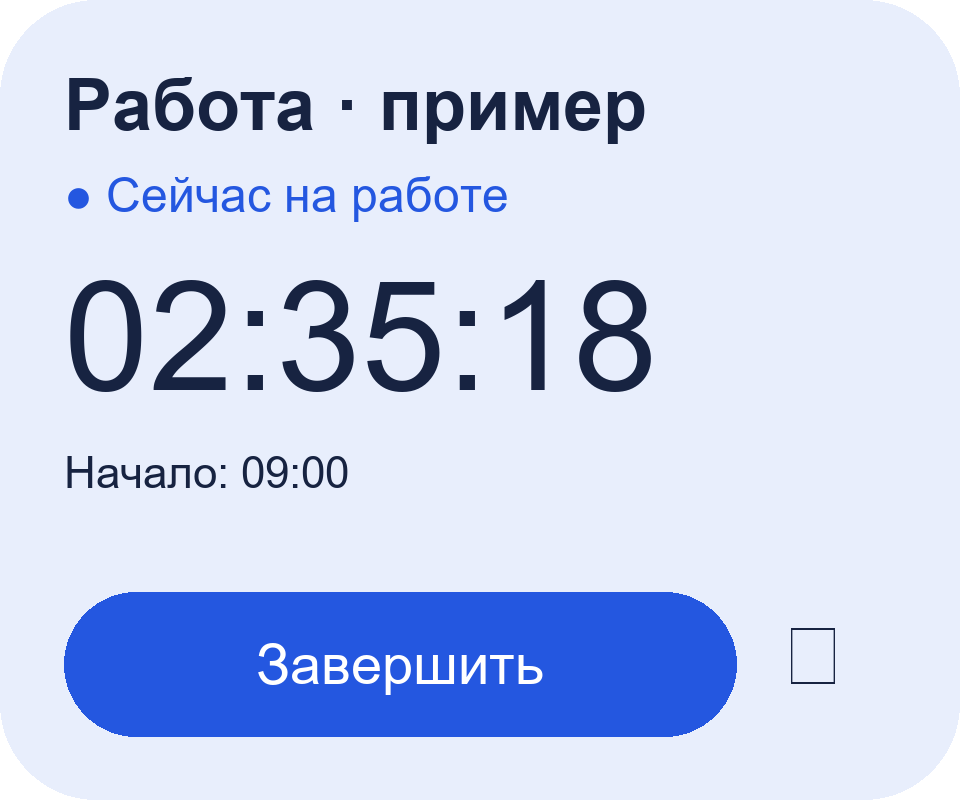 Работа · пример
● Сейчас на работе
02:35:18
Начало: 09:00
Завершить